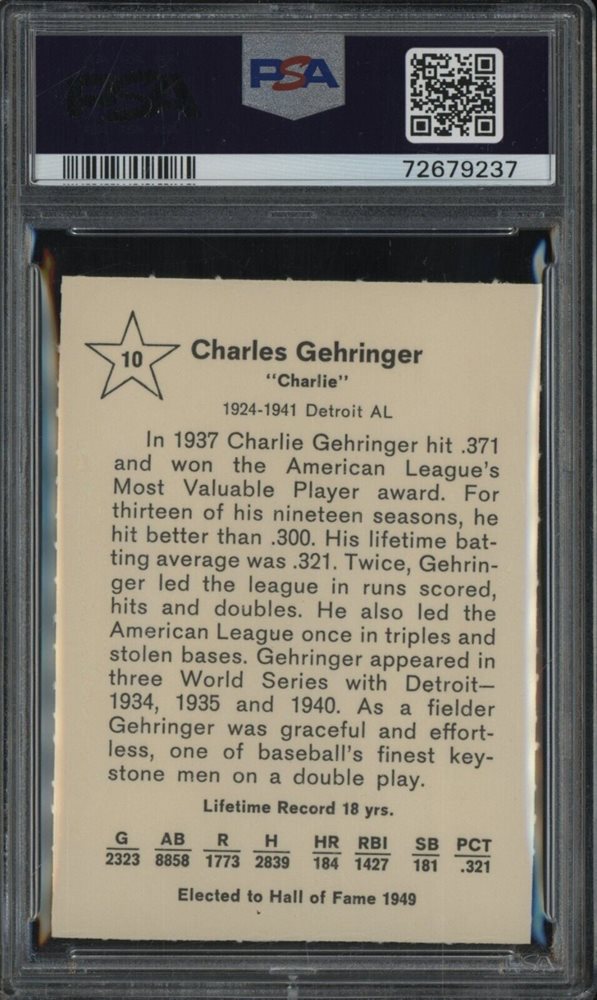 PSA
PSA
72679237
10
Charles Gehringer
"Charlie"
1924-1941 Detroit AL
In 1937 Charlie Gehringer hit .371
and won the American League's
Most Valuable Player award. For
thirteen of his nineteen seasons, he
hit better than .300. His lifetime bat-
ting average was .321. Twice, Gehrin-
ger led the league in runs scored,
hits and doubles. He also led the
American League once in triples and
stolen bases. Gehringer appeared in
three World Series with Detroit—
1934, 1935 and 1940. As a fielder
Gehringer was graceful and effort-
less, one of baseball's finest key-
stone men on a double play.
Lifetime Record 18 yrs.
G AB R H HR RBI SB PCT
2323 8858 1773 2839 184 1427 181 .321
Elected to Hall of Fame 1949
PSA